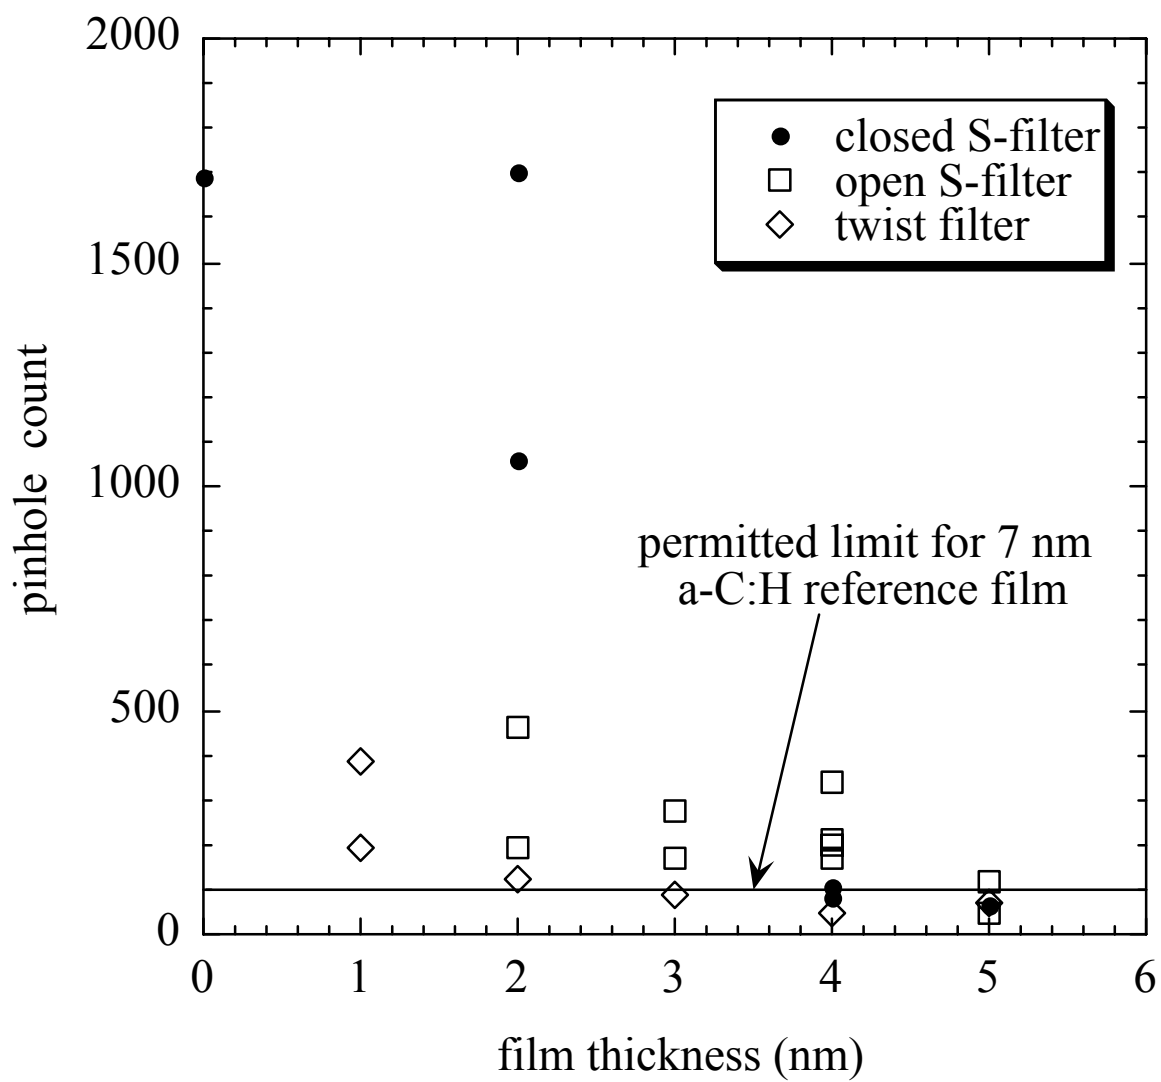 2000
1500
1000
500
0
pinhole count
closed S-filter
open S-filter
twist filter
permitted limit for 7 nm
a-C:H reference film
0 1 2 3 4 5 6
film thickness (nm)